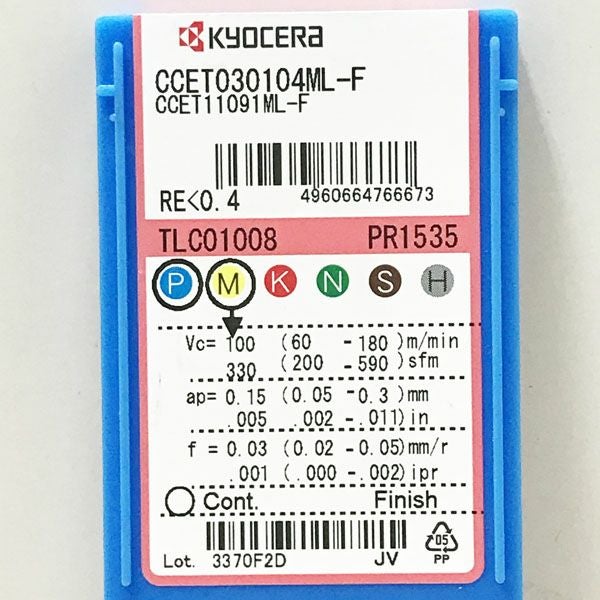 KYOCERA
CCET030104ML-F
CCET11091ML-F
RE<0.4
4960664766673
TLC01008 PR1535
P M K N S H
Vc= 100 (60 -180)m/min
330 (200 -590)sfm
ap= 0.15 (0.05 -0.3)mm
.005 .002 -.011)in
f = 0.03 (0.02 -0.05)mm/r
.001 (.000 -.002)ipr
Cont. Finish
Lot. 3370F2D JV
05
PP